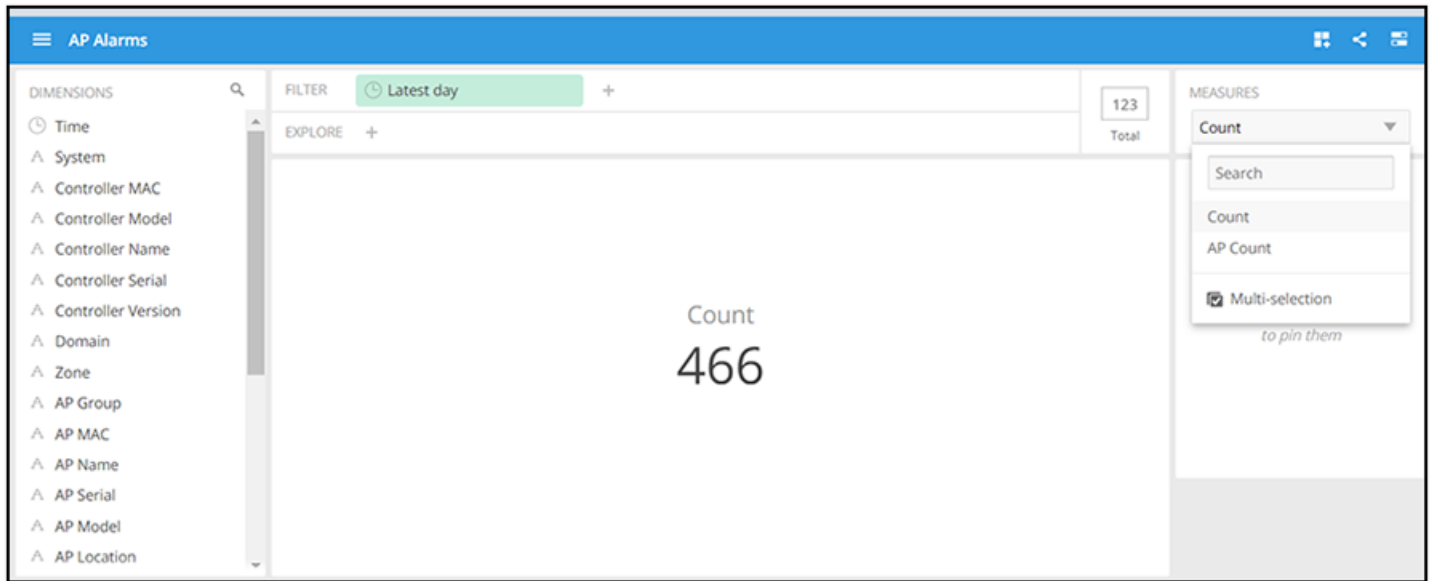 AP Alarms
DIMENSIONS
Time
System
Controller MAC
Controller Model
Controller Name
Controller Serial
Controller Version
Domain
Zone
AP Group
AP MAC
AP Name
AP Serial
AP Model
AP Location
FILTER Latest day +
EXPLORE +
123
Total
Count
466
MEASURES
Count
Search
Count
AP Count
Multi-selection
to pin them